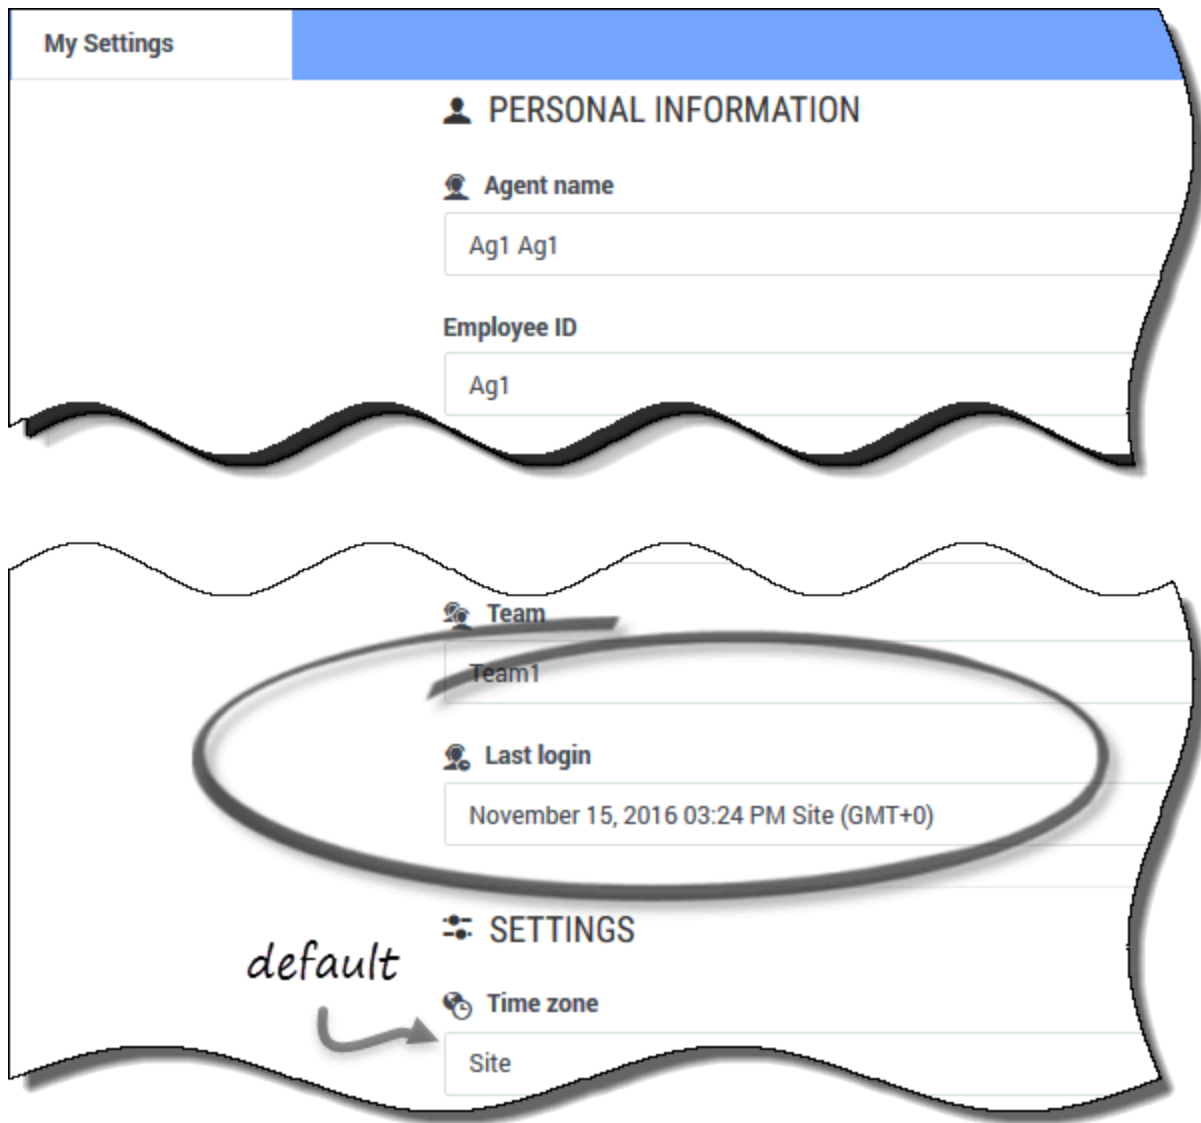 My Settings
PERSONAL INFORMATION
Agent name
Ag1 Ag1
Employee ID
Ag1
Team
Team1
Last login
November 15, 2016 03:24 PM Site (GMT+0)
SETTINGS
default
Time zone
Site